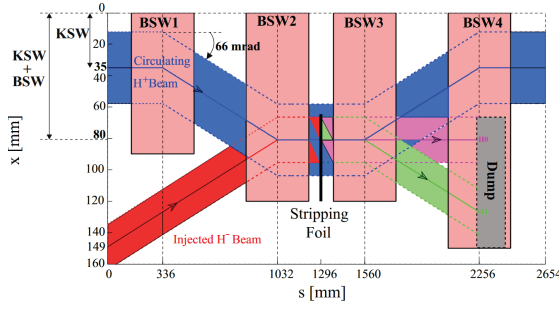 BSW1
BSW2
BSW3
BSW4
KSW
KSW
+
BSW
66 mrad
Circulating
H+ Beam
Injected H- Beam
Stripping
Foil
Dump
H0
x [mm]
0
20
35
40
60
80
100
120
140
149
160
0
336
1032
1296
1560
2256
2654
s [mm]